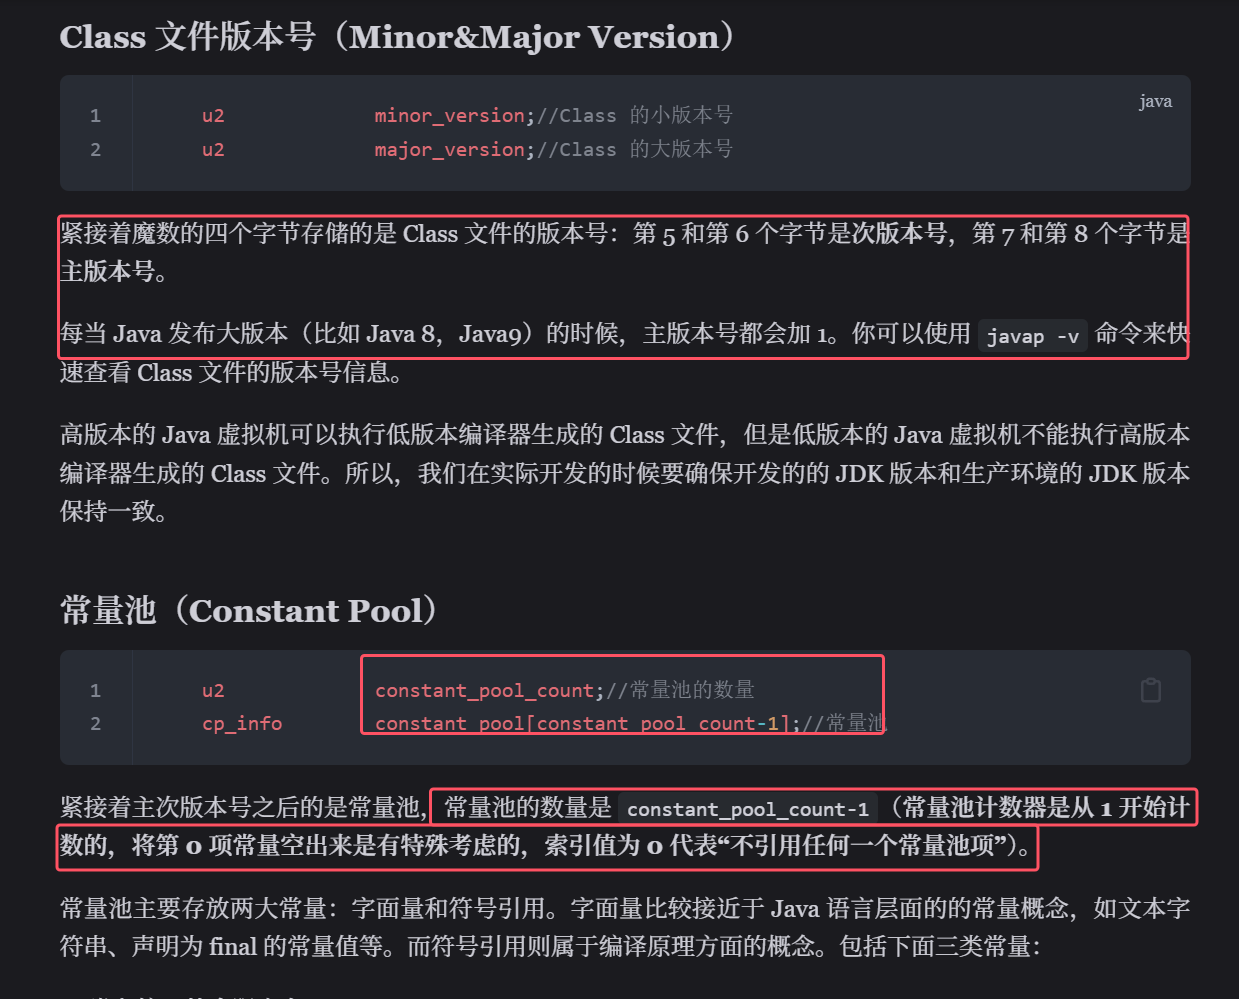 Class 文件版本号（Minor&Major Version）
java
1 u2 minor_version;//Class 的小版本号
2 u2 major_version;//Class 的大版本号
紧接着魔数的四个字节存储的是 Class 文件的版本号：第 5 和第 6 个字节是次版本号，第 7 和第 8 个字节是
主版本号。
每当 Java 发布大版本（比如 Java 8，Java9）的时候，主版本号都会加 1。你可以使用 javap -v 命令来快
速查看 Class 文件的版本号信息。
高版本的 Java 虚拟机可以执行低版本编译器生成的 Class 文件，但是低版本的 Java 虚拟机不能执行高版本
编译器生成的 Class 文件。所以，我们在实际开发的时候要确保开发的的 JDK 版本和生产环境的 JDK 版本
保持一致。
常量池（Constant Pool）
1 u2 constant_pool_count;//常量池的数量
2 cp_info constant_pool[constant_pool_count-1];//常量池
紧接着主次版本号之后的是常量池，常量池的数量是 constant_pool_count-1（常量池计数器是从 1 开始计
数的，将第 0 项常量空出来是有特殊考虑的，索引值为 0 代表“不引用任何一个常量池项”）。
常量池主要存放两大常量：字面量和符号引用。字面量比较接近于 Java 语言层面的的常量概念，如文本字
符串、声明为 final 的常量值等。而符号引用则属于编译原理方面的概念。包括下面三类常量：